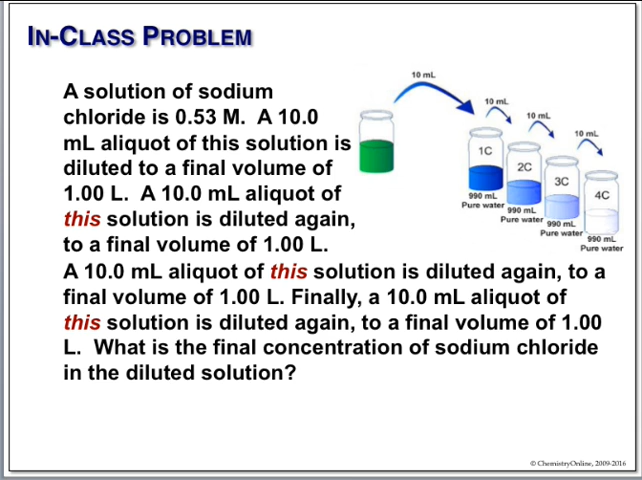 IN-CLASS PROBLEM
A solution of sodium
chloride is 0.53 M. A 10.0
mL aliquot of this solution is
diluted to a final volume of
1.00 L. A 10.0 mL aliquot of
this solution is diluted again,
to a final volume of 1.00 L.
A 10.0 mL aliquot of this solution is diluted again, to a
final volume of 1.00 L. Finally, a 10.0 mL aliquot of
this solution is diluted again, to a final volume of 1.00
L. What is the final concentration of sodium chloride
in the diluted solution?
10 mL
10 mL
10 mL
10 mL
1C
2C
3C
4C
990 mL
Pure water
990 mL
Pure water
990 mL
Pure water
990 mL
Pure water
© ChemistryOnline, 2009-2016